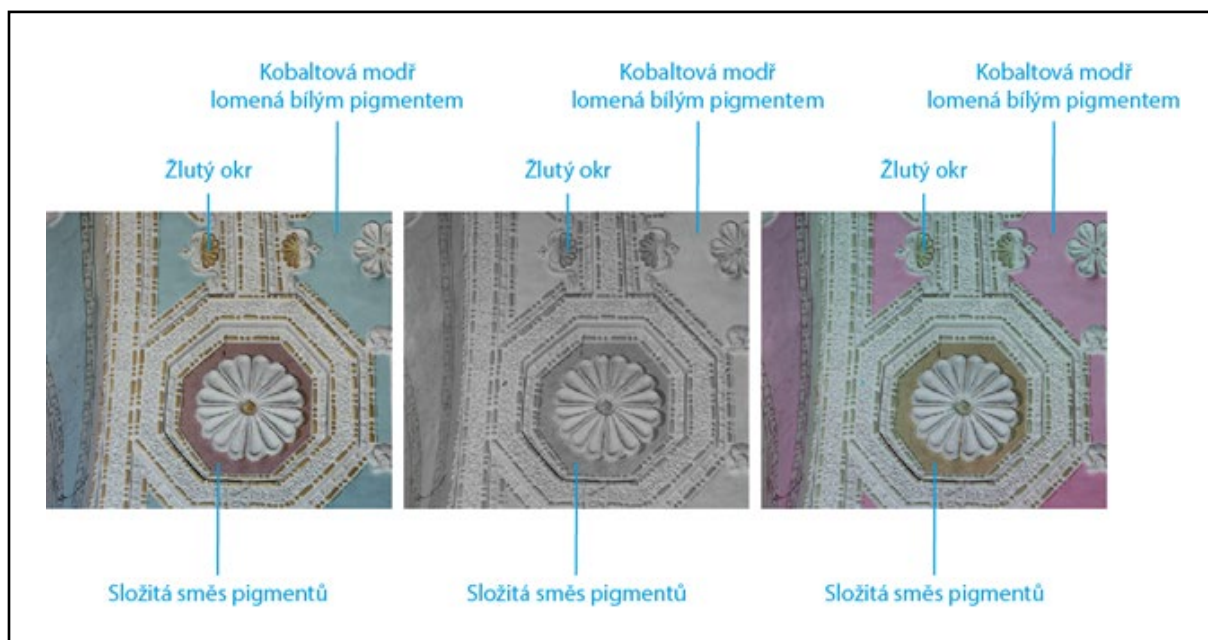 Kobaltová modř
lomená bílým pigmentem
Kobaltová modř
lomená bílým pigmentem
Kobaltová modř
lomená bílým pigmentem
Žlutý okr
Žlutý okr
Žlutý okr
Složitá směs pigmentů
Složitá směs pigmentů
Složitá směs pigmentů